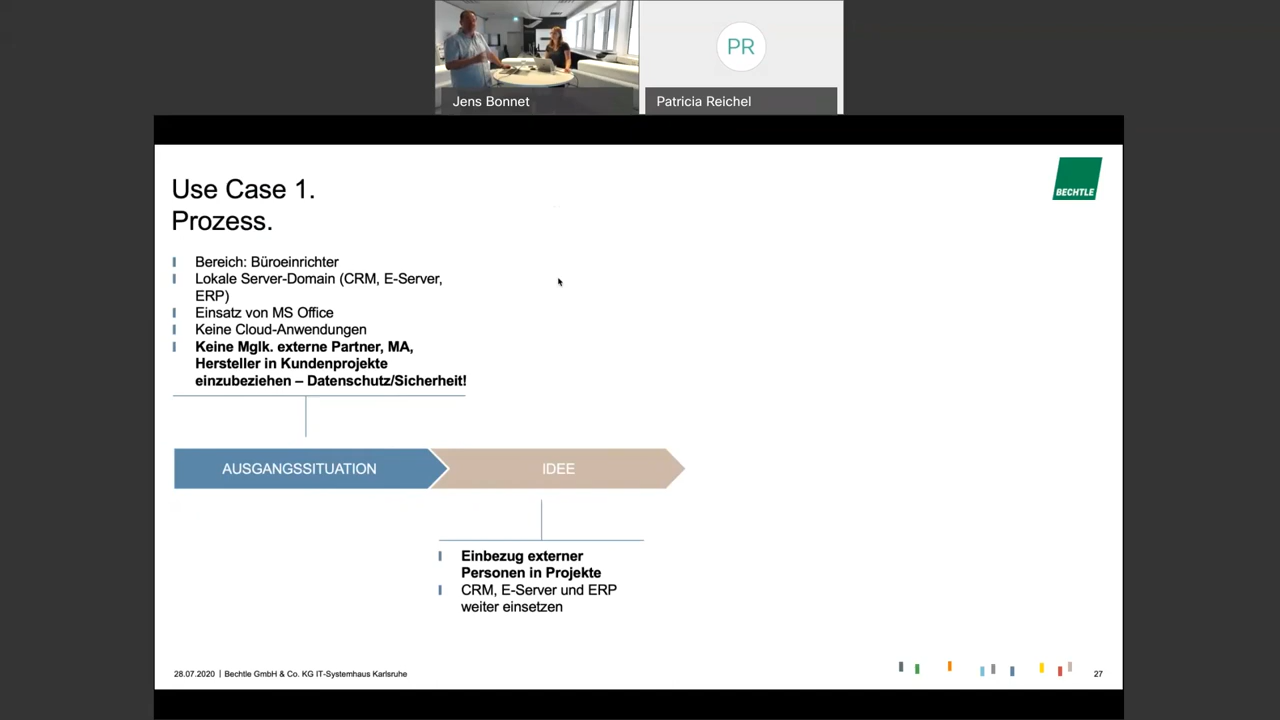 PR
Jens Bonnet
Patricia Reichel
BECHTLE
Use Case 1.
Prozess.
Bereich: Büroeinrichter
Lokale Server-Domain (CRM, E-Server,
ERP)
Einsatz von MS Office
Keine Cloud-Anwendungen
Keine Mglk. externe Partner, MA,
Hersteller in Kundenprojekte
einzubeziehen – Datenschutz/Sicherheit!
AUSGANGSSITUATION
IDEE
Einbezug externer
Personen in Projekte
CRM, E-Server und ERP
weiter einsetzen
28.07.2020 | Bechtle GmbH & Co. KG IT-Systemhaus Karlsruhe
27